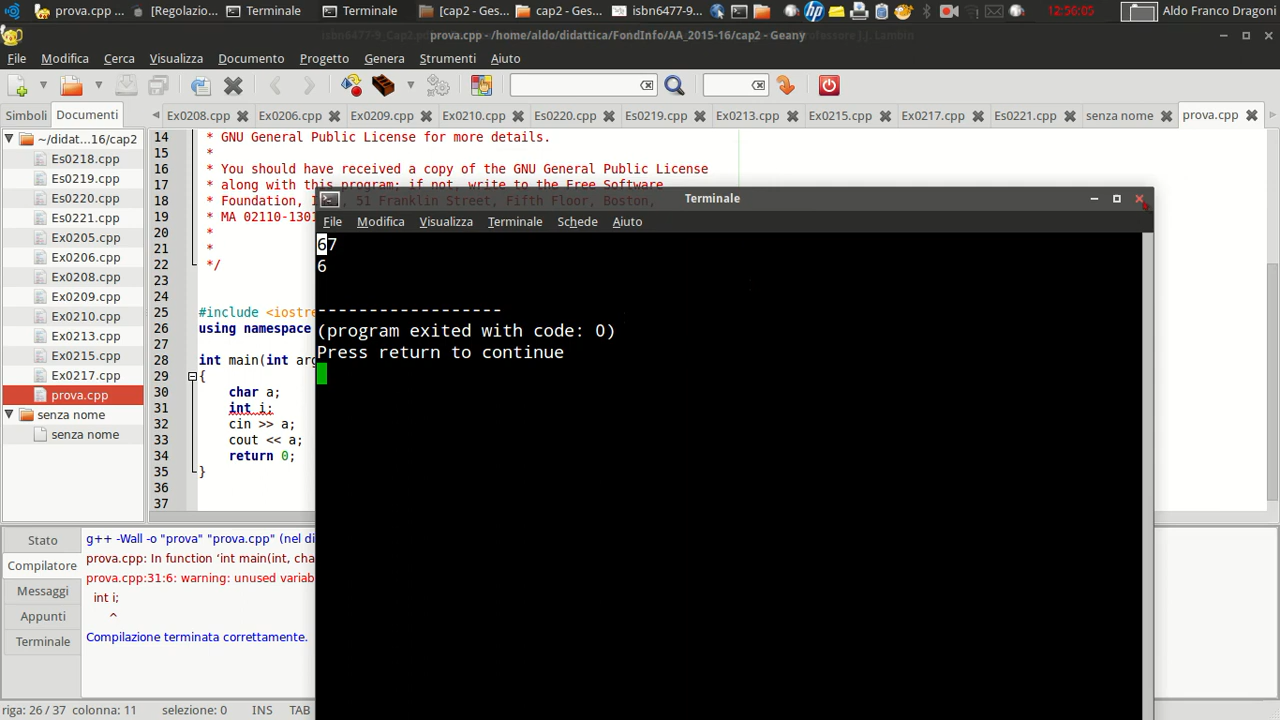 prova.cpp ...
[Regolazio...
Terminale
Terminale
[cap2 - Ges...
cap2 - Ges...
isbn6477-9...
12:56:05
Aldo Franco Dragoni
prova.cpp - /home/aldo/didattica/FondInfo/AA_2015-16/cap2 - Geany
File Modifica Cerca Visualizza Documento Progetto Genera Strumenti Aiuto
Simboli Documenti
Ex0208.cpp Ex0206.cpp Ex0209.cpp Ex0210.cpp Es0220.cpp Es0219.cpp Ex0213.cpp Ex0215.cpp Ex0217.cpp Es0221.cpp senza nome prova.cpp
~/didat...16/cap2
Es0218.cpp
Es0219.cpp
Es0220.cpp
Es0221.cpp
Ex0205.cpp
Ex0206.cpp
Ex0208.cpp
Ex0209.cpp
Ex0210.cpp
Ex0213.cpp
Ex0215.cpp
Ex0217.cpp
prova.cpp
senza nome
senza nome
14 * GNU General Public License for more details.
15 *
16 * You should have received a copy of the GNU General Public License
17 * along with this program; if not, write to the Free Software
18 * Foundation, 51 Franklin Street, Fifth Floor, Boston,
19 * MA 02110-1301
20 *
21 *
22 */
23
24
25 #include <iostre
26 using namespace
27
28 int main(int arg
29 {
30 char a;
31 int i;
32 cin >> a;
33 cout << a;
34 return 0;
35 }
36
37
Terminale
File Modifica Visualizza Terminale Schede Aiuto
67
6
------------------
(program exited with code: 0)
Press return to continue
Stato
Compilatore
Messaggi
Appunti
Terminale
g++ -Wall -o "prova" "prova.cpp" (nel di
prova.cpp: In function ‘int main(int, cha
prova.cpp:31:6: warning: unused variab
int i;
^
Compilazione terminata correttamente.
riga: 26 / 37 colonna: 11 selezione: 0 INS TAB